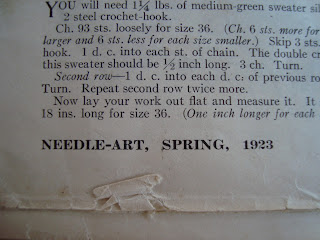 YOU will need 1¼ lbs. of medium-green sweater sil
2 steel crochet-hook.
Ch. 93 sts. loosely for size 36. (Ch. 6 sts. more for
larger and 6 sts. less for each size smaller.) Skip 3 sts.
hook. 1 d. c. into each st. of chain. The double cr
this sweater should be ½ inch long. 3 ch. Turn.
Second row—1 d. c. into each d. c: of previous ro
Turn. Repeat second row twice more.
Now lay your work out flat and measure it. It
18 ins. long for size 36. (One inch longer for each
NEEDLE-ART, SPRING, 1923